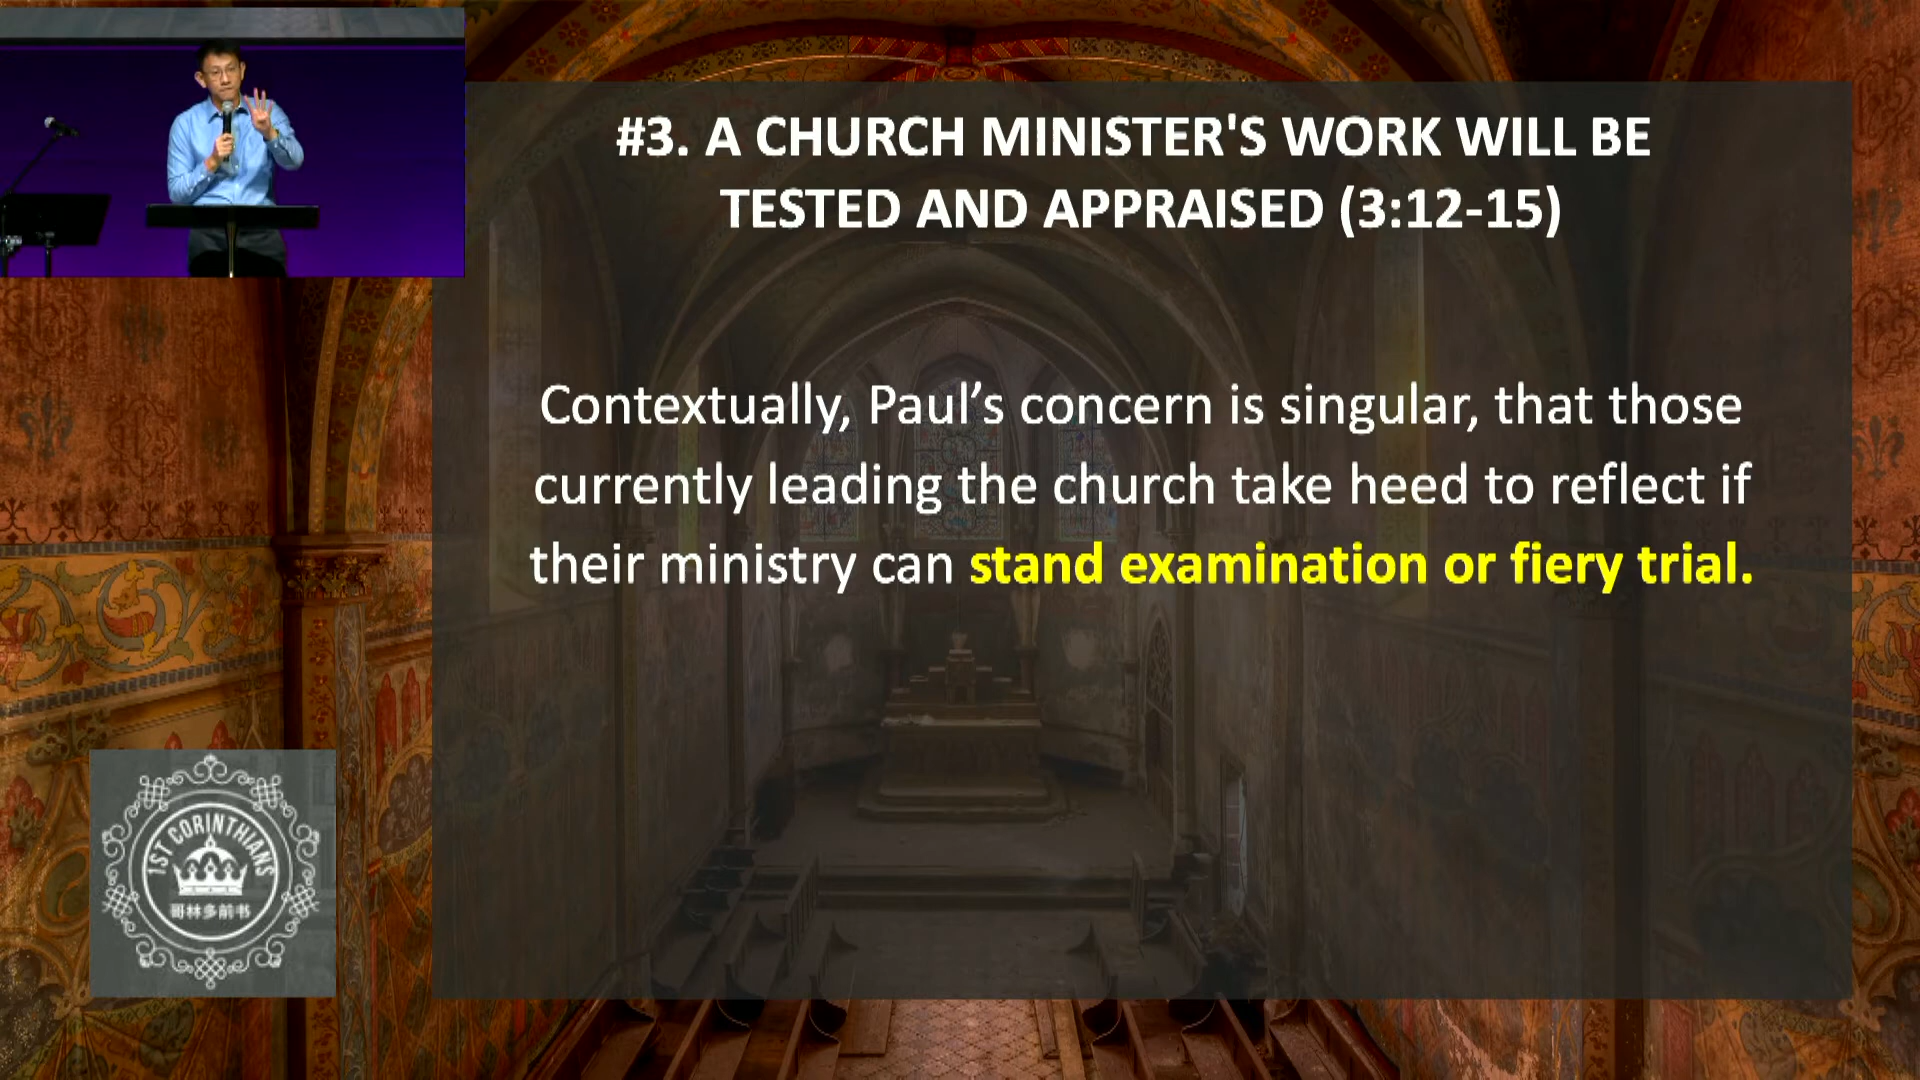 #3. A CHURCH MINISTER'S WORK WILL BE
TESTED AND APPRAISED (3:12-15)
Contextually, Paul’s concern is singular, that those
currently leading the church take heed to reflect if
their ministry can stand examination or fiery trial.
1ST CORINTHIANS
哥林多前书